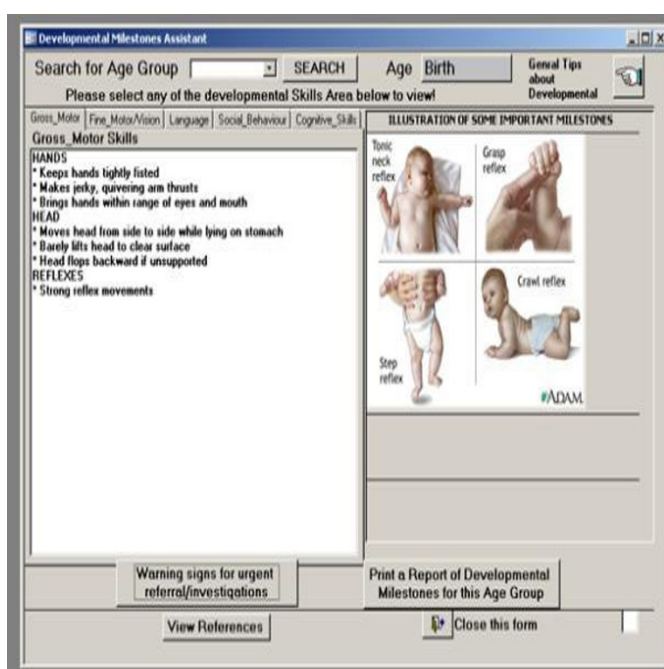 Developmental Milestones Assistant
Search for Age Group
SEARCH
Age
Birth
Genral Tips
about
Developmental
Please select any of the developmental Skills Area below to view!
Gross_Motor
Fine_Motor/Vision
Language
Social_Behaviour
Cognitive_Skills
ILLUSTRATION OF SOME IMPORTANT MILESTONES
Gross_Motor Skills
HANDS
* Keeps hands tightly fisted
* Makes jerky, quivering arm thrusts
* Brings hands within range of eyes and mouth
HEAD
* Moves head from side to side while lying on stomach
* Barely lifts head to clear surface
* Head flops backward if unsupported
REFLEXES
* Strong reflex movements
Tonic
neck
reflex
Grasp
reflex
Step
reflex
Crawl reflex
ADAM
Warning signs for urgent
referral/investigations
Print a Report of Developmental
Milestones for this Age Group
View References
Close this form